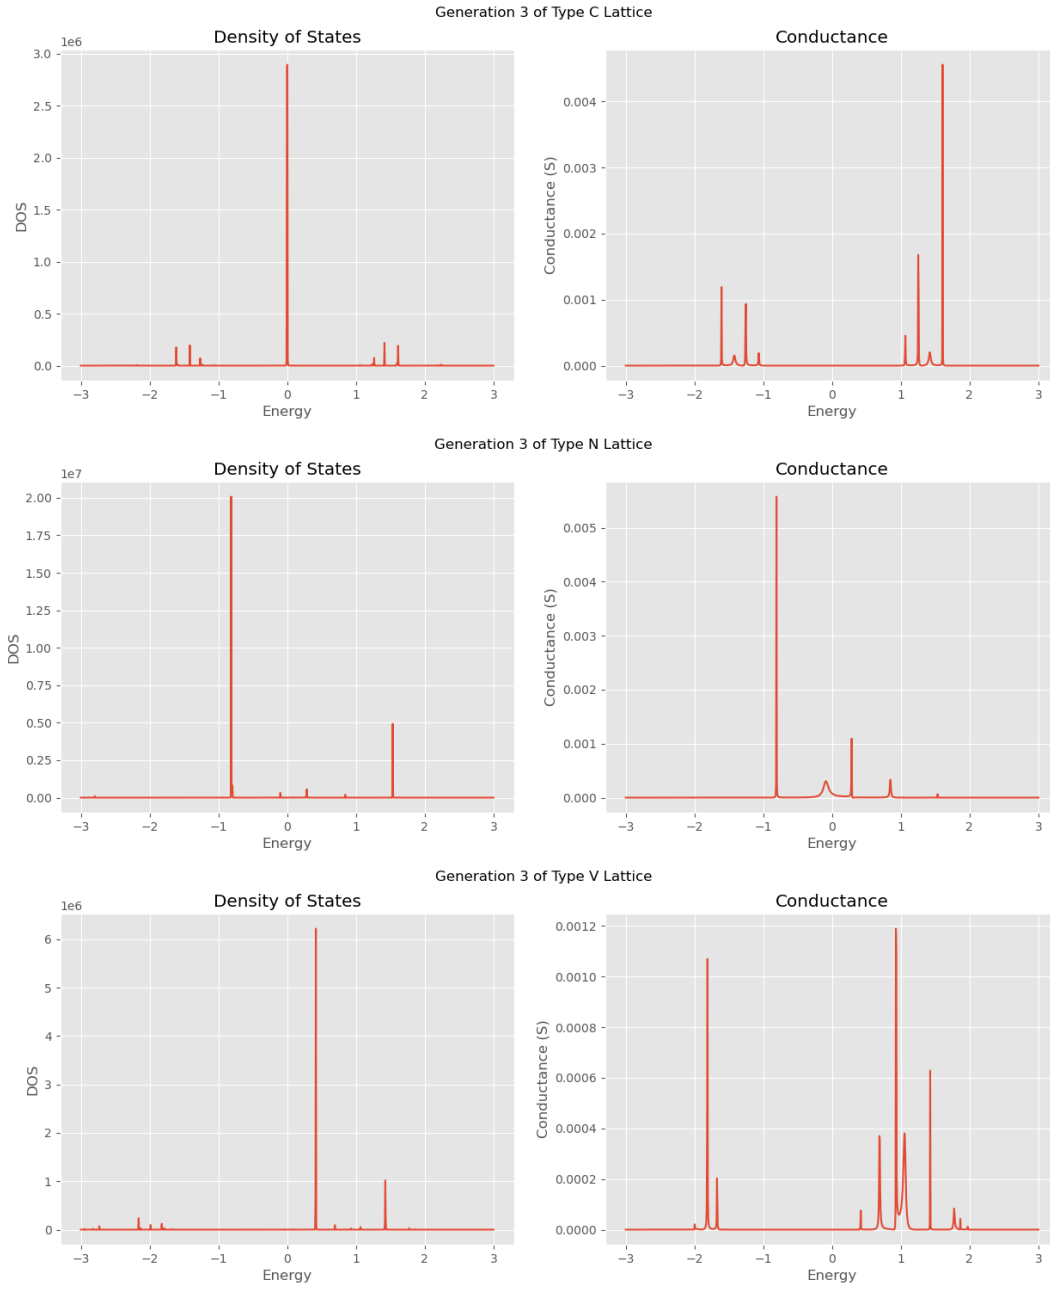 Generation 3 of Type C Lattice
Density of States
1e6
3.0
2.5
2.0
1.5
1.0
0.5
0.0
DOS
−3 −2 −1 0 1 2 3
Energy
Conductance
0.004
0.003
0.002
0.001
0.000
Conductance (S)
−3 −2 −1 0 1 2 3
Energy
Generation 3 of Type N Lattice
Density of States
1e7
2.00
1.75
1.50
1.25
1.00
0.75
0.50
0.25
0.00
DOS
−3 −2 −1 0 1 2 3
Energy
Conductance
0.005
0.004
0.003
0.002
0.001
0.000
Conductance (S)
−3 −2 −1 0 1 2 3
Energy
Generation 3 of Type V Lattice
Density of States
1e6
6
5
4
3
2
1
0
DOS
−3 −2 −1 0 1 2 3
Energy
Conductance
0.0012
0.0010
0.0008
0.0006
0.0004
0.0002
0.0000
Conductance (S)
−3 −2 −1 0 1 2 3
Energy